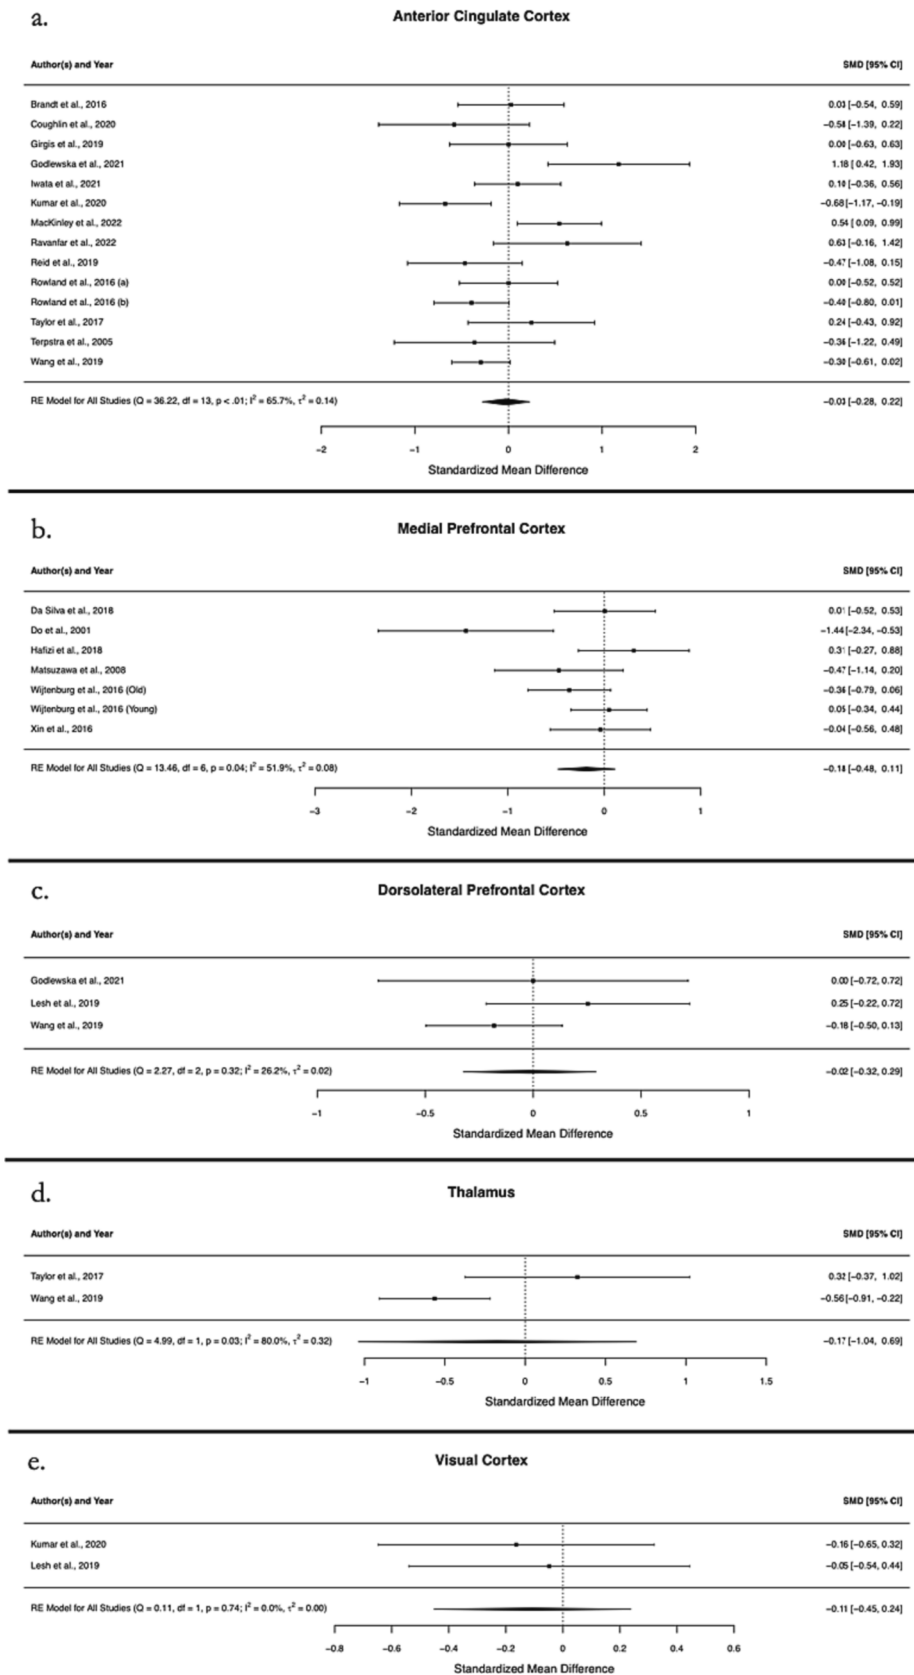 a.
Anterior Cingulate Cortex
Author(s) and Year SMD [95% CI]
Brandt et al., 2016 0.03 [−0.54, 0.59]
Coughlin et al., 2020 −0.58 [−1.39, 0.22]
Girgis et al., 2019 0.00 [−0.63, 0.63]
Godlewska et al., 2021 1.18 [ 0.42, 1.93]
Iwata et al., 2021 0.10 [−0.36, 0.56]
Kumar et al., 2020 −0.68 [−1.17, −0.19]
MacKinley et al., 2022 0.54 [ 0.09, 0.99]
Ravanfar et al., 2022 0.63 [−0.16, 1.42]
Reid et al., 2019 −0.47 [−1.08, 0.15]
Rowland et al., 2016 (a) 0.00 [−0.52, 0.52]
Rowland et al., 2016 (b) −0.40 [−0.80, 0.01]
Taylor et al., 2017 0.24 [−0.43, 0.92]
Terpstra et al., 2005 −0.36 [−1.22, 0.49]
Wang et al., 2019 −0.30 [−0.61, 0.02]
RE Model for All Studies (Q = 36.22, df = 13, p < .01; I² = 65.7%, τ² = 0.14) −0.03 [−0.28, 0.22]
−2 −1 0 1 2
Standardized Mean Difference
b.
Medial Prefrontal Cortex
Author(s) and Year SMD [95% CI]
Da Silva et al., 2018 0.01 [−0.52, 0.53]
Do et al., 2001 −1.44 [−2.34, −0.53]
Hafizi et al., 2018 0.31 [−0.27, 0.88]
Matsuzawa et al., 2008 −0.47 [−1.14, 0.20]
Wijtenburg et al., 2016 (Old) −0.36 [−0.79, 0.06]
Wijtenburg et al., 2016 (Young) 0.05 [−0.34, 0.44]
Xin et al., 2016 −0.04 [−0.56, 0.48]
RE Model for All Studies (Q = 13.46, df = 6, p = 0.04; I² = 51.9%, τ² = 0.08) −0.18 [−0.48, 0.11]
−3 −2 −1 0 1
Standardized Mean Difference
c.
Dorsolateral Prefrontal Cortex
Author(s) and Year SMD [95% CI]
Godlewska et al., 2021 0.00 [−0.72, 0.72]
Lesh et al., 2019 0.25 [−0.22, 0.72]
Wang et al., 2019 −0.18 [−0.50, 0.13]
RE Model for All Studies (Q = 2.27, df = 2, p = 0.32; I² = 26.2%, τ² = 0.02) −0.02 [−0.32, 0.29]
−1 −0.5 0 0.5 1
Standardized Mean Difference
d.
Thalamus
Author(s) and Year SMD [95% CI]
Taylor et al., 2017 0.32 [−0.37, 1.02]
Wang et al., 2019 −0.56 [−0.91, −0.22]
RE Model for All Studies (Q = 4.99, df = 1, p = 0.03; I² = 80.0%, τ² = 0.32) −0.17 [−1.04, 0.69]
−1 −0.5 0 0.5 1 1.5
Standardized Mean Difference
e.
Visual Cortex
Author(s) and Year SMD [95% CI]
Kumar et al., 2020 −0.16 [−0.65, 0.32]
Lesh et al., 2019 −0.05 [−0.54, 0.44]
RE Model for All Studies (Q = 0.11, df = 1, p = 0.74; I² = 0.0%, τ² = 0.00) −0.11 [−0.45, 0.24]
−0.8 −0.6 −0.4 −0.2 0 0.2 0.4 0.6
Standardized Mean Difference